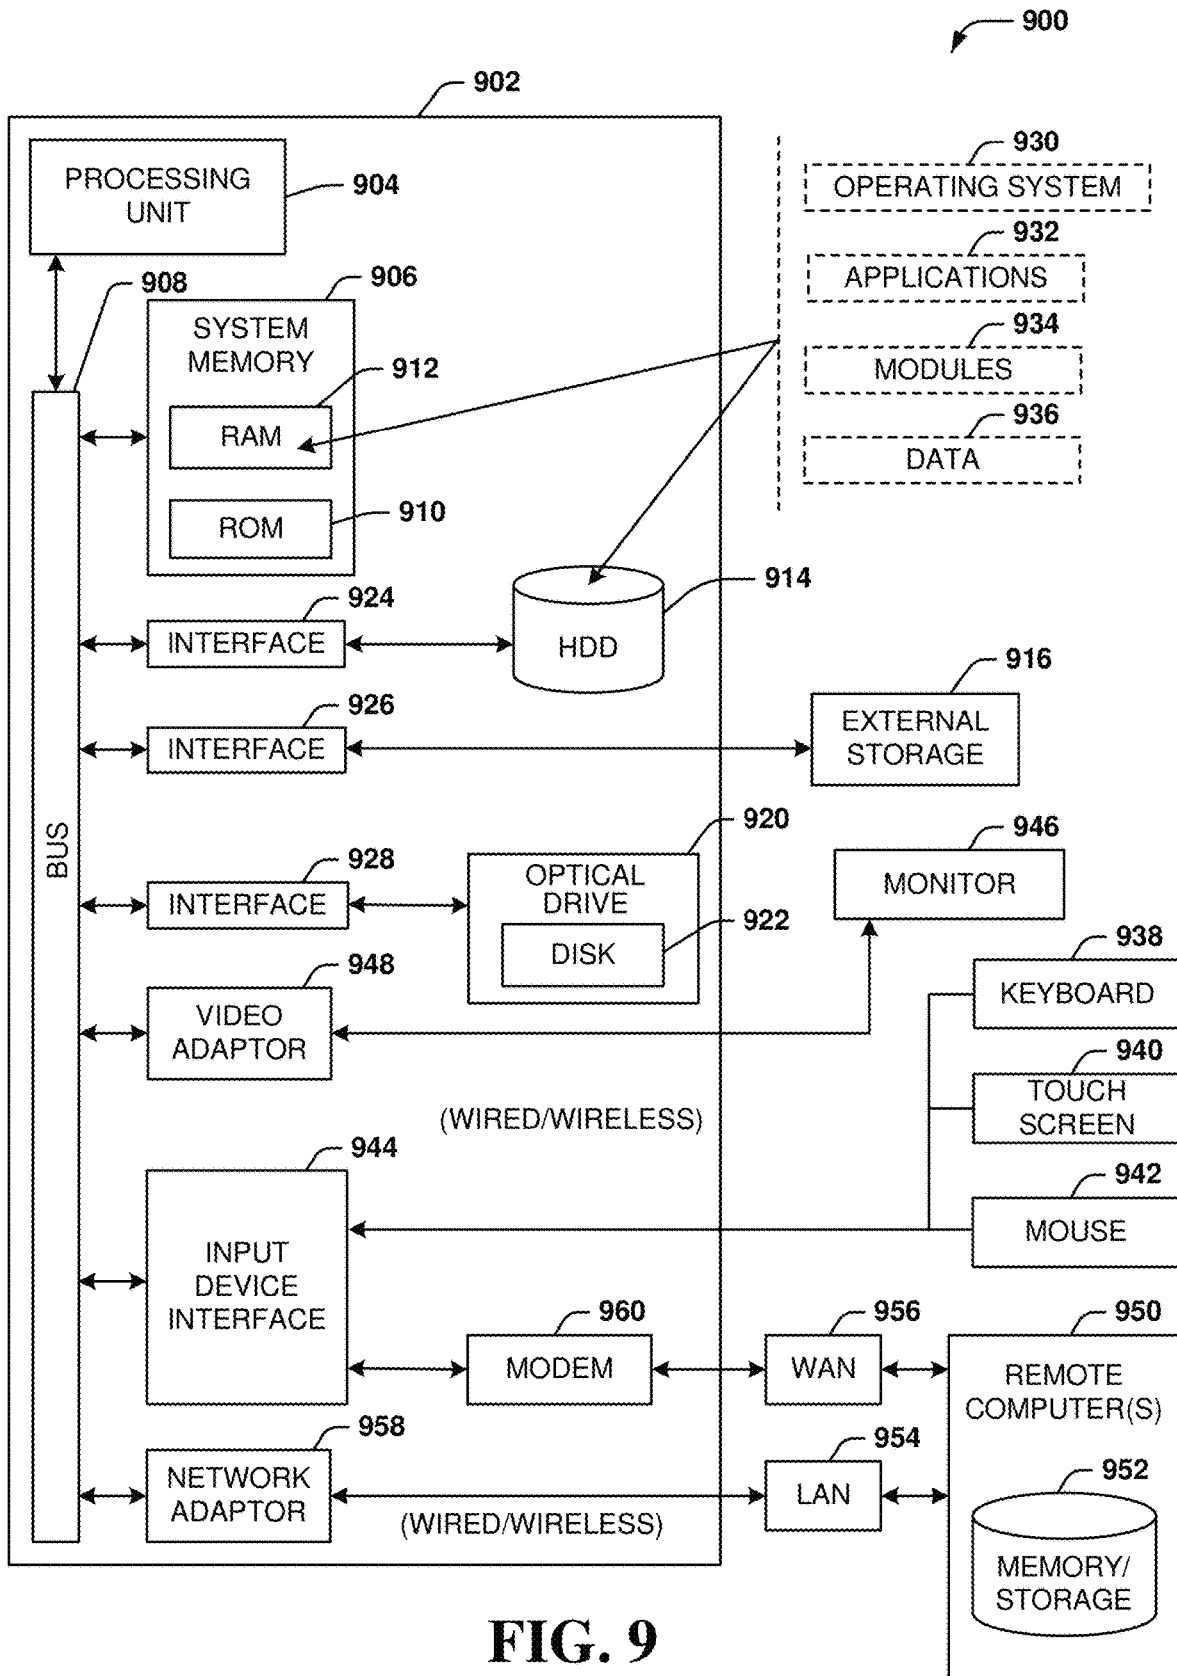 900
902
PROCESSING
UNIT
904
908
906
SYSTEM
MEMORY
912
RAM
910
ROM
930
OPERATING SYSTEM
932
APPLICATIONS
934
MODULES
936
DATA
924
INTERFACE
914
HDD
926
INTERFACE
916
EXTERNAL
STORAGE
BUS
928
INTERFACE
920
OPTICAL
DRIVE
922
DISK
946
MONITOR
948
VIDEO
ADAPTOR
938
KEYBOARD
940
TOUCH
SCREEN
942
MOUSE
(WIRED/WIRELESS)
944
INPUT
DEVICE
INTERFACE
960
MODEM
956
WAN
950
REMOTE
COMPUTER(S)
958
NETWORK
ADAPTOR
(WIRED/WIRELESS)
954
LAN
952
MEMORY/
STORAGE
FIG. 9